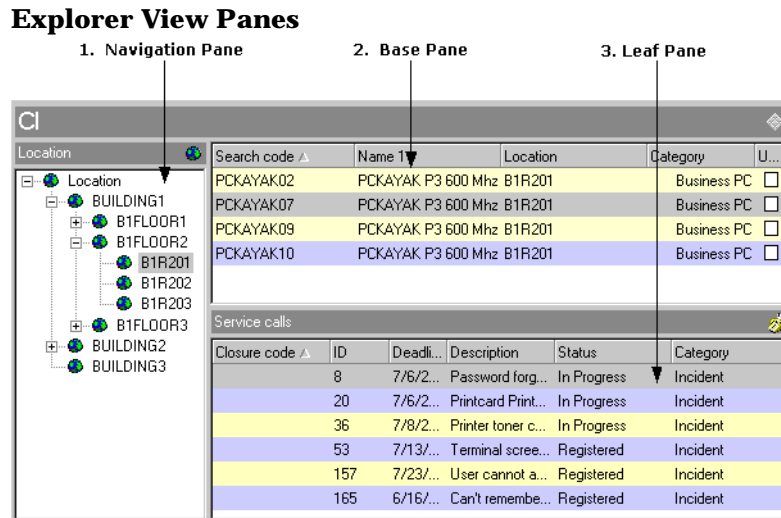 Explorer View Panes
1. Navigation Pane 2. Base Pane 3. Leaf Pane
CI
Location
Location
BUILDING1
B1FLOOR1
B1FLOOR2
B1R201
B1R202
B1R203
B1FLOOR3
BUILDING2
BUILDING3
Search code Name 1 Location Category U...
PCKAYAK02 PCKAYAK P3 600 Mhz B1R201 Business PC
PCKAYAK07 PCKAYAK P3 600 Mhz B1R201 Business PC
PCKAYAK09 PCKAYAK P3 600 Mhz B1R201 Business PC
PCKAYAK10 PCKAYAK P3 600 Mhz B1R201 Business PC
Service calls
Closure code ID Deadli... Description Status Category
8 7/6/2... Password forg... In Progress Incident
20 7/6/2... Printcard Print... In Progress Incident
36 7/8/2... Printer toner c... In Progress Incident
53 7/13/... Terminal scree... Registered Incident
157 7/23/... User cannot a... Registered Incident
165 6/16/... Can't remembe... Registered Incident